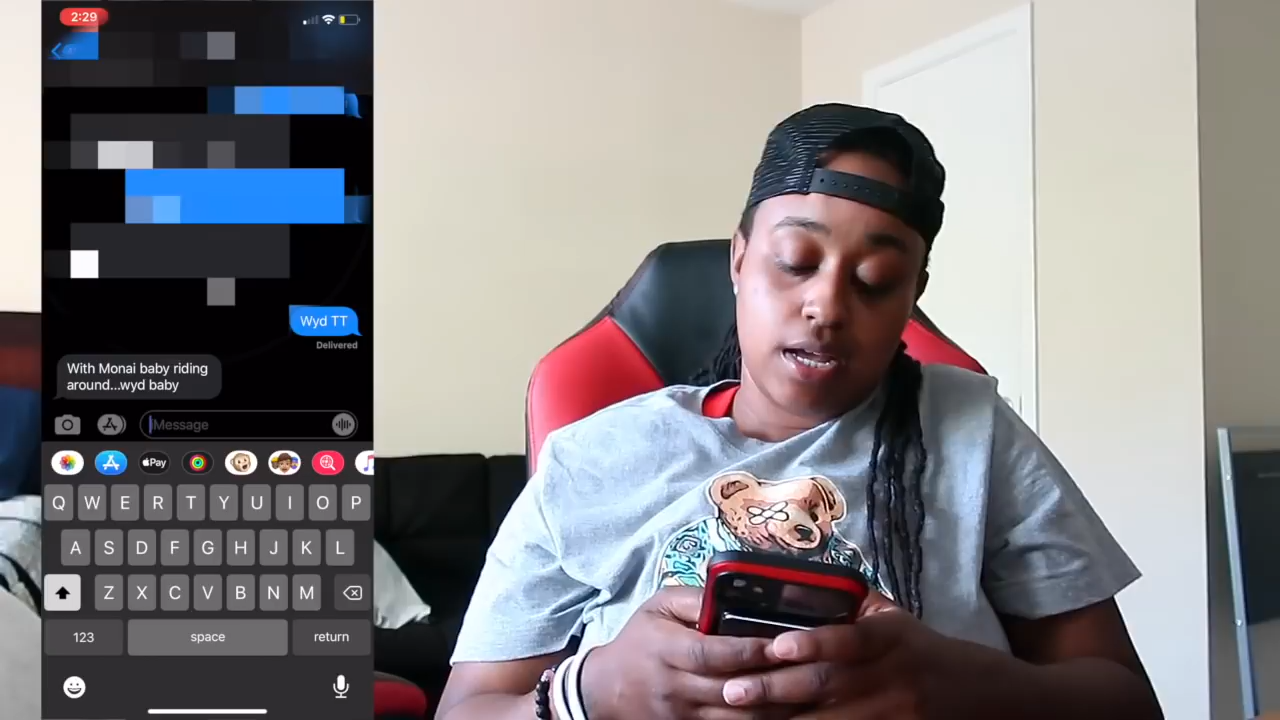 2:29
Wyd TT
Delivered
With Monai baby riding
around...wyd baby
Message
Pay
Q W E R T Y U I O P
A S D F G H J K L
Z X C V B N M
123 space return